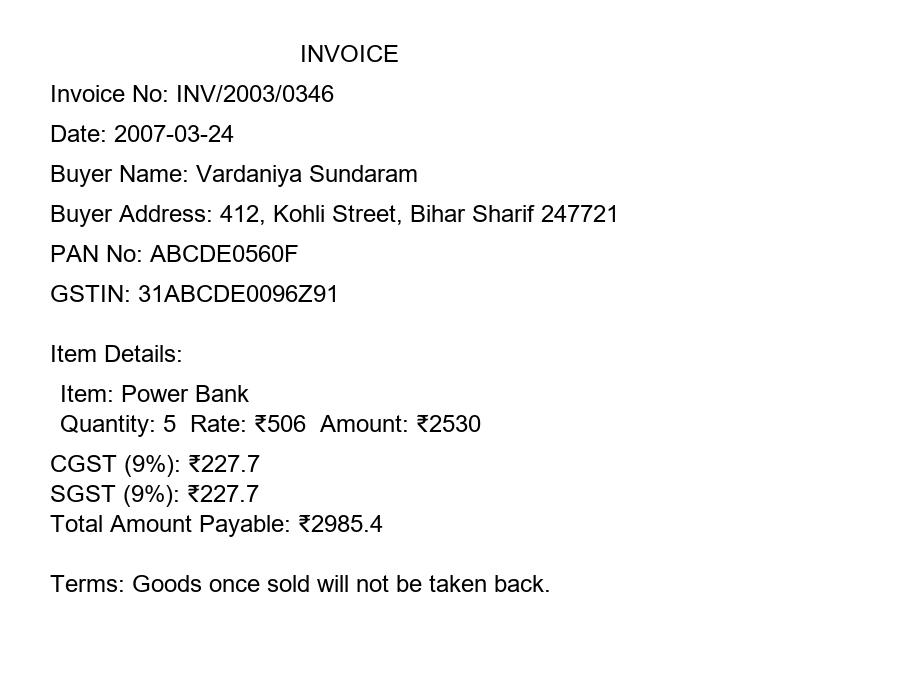 INVOICE
Invoice No: INV/2003/0346
Date: 2007-03-24
Buyer Name: Vardaniya Sundaram
Buyer Address: 412, Kohli Street, Bihar Sharif 247721
PAN No: ABCDE0560F
GSTIN: 31ABCDE0096Z91
Item Details:
Item: Power Bank
Quantity: 5  Rate: ₹506  Amount: ₹2530
CGST (9%): ₹227.7
SGST (9%): ₹227.7
Total Amount Payable: ₹2985.4
Terms: Goods once sold will not be taken back.